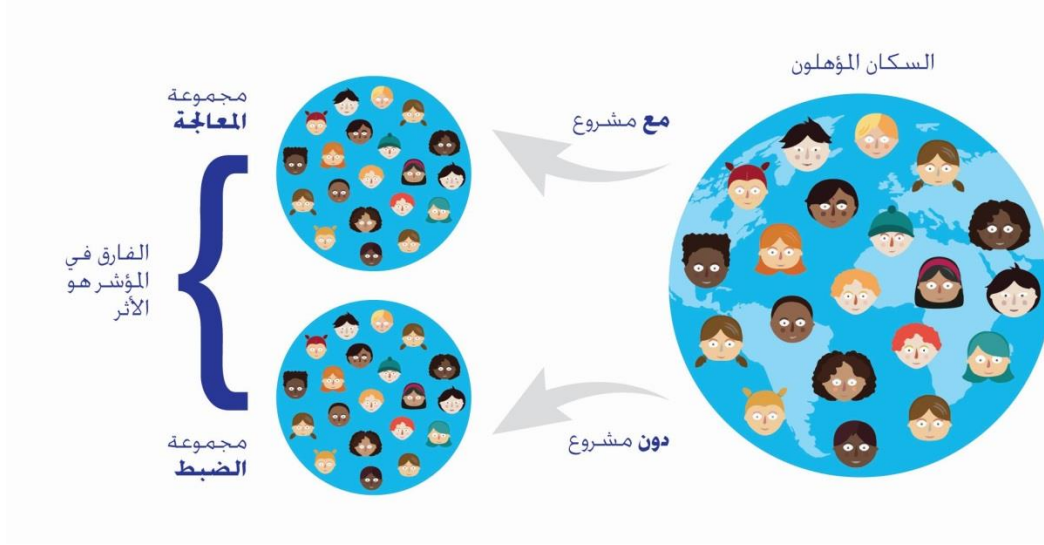 السكان المؤهلون
مع مشروع
مجموعة
المعالجة
الفارق في
المؤشر هو
الأثر
دون مشروع
مجموعة
الضبط